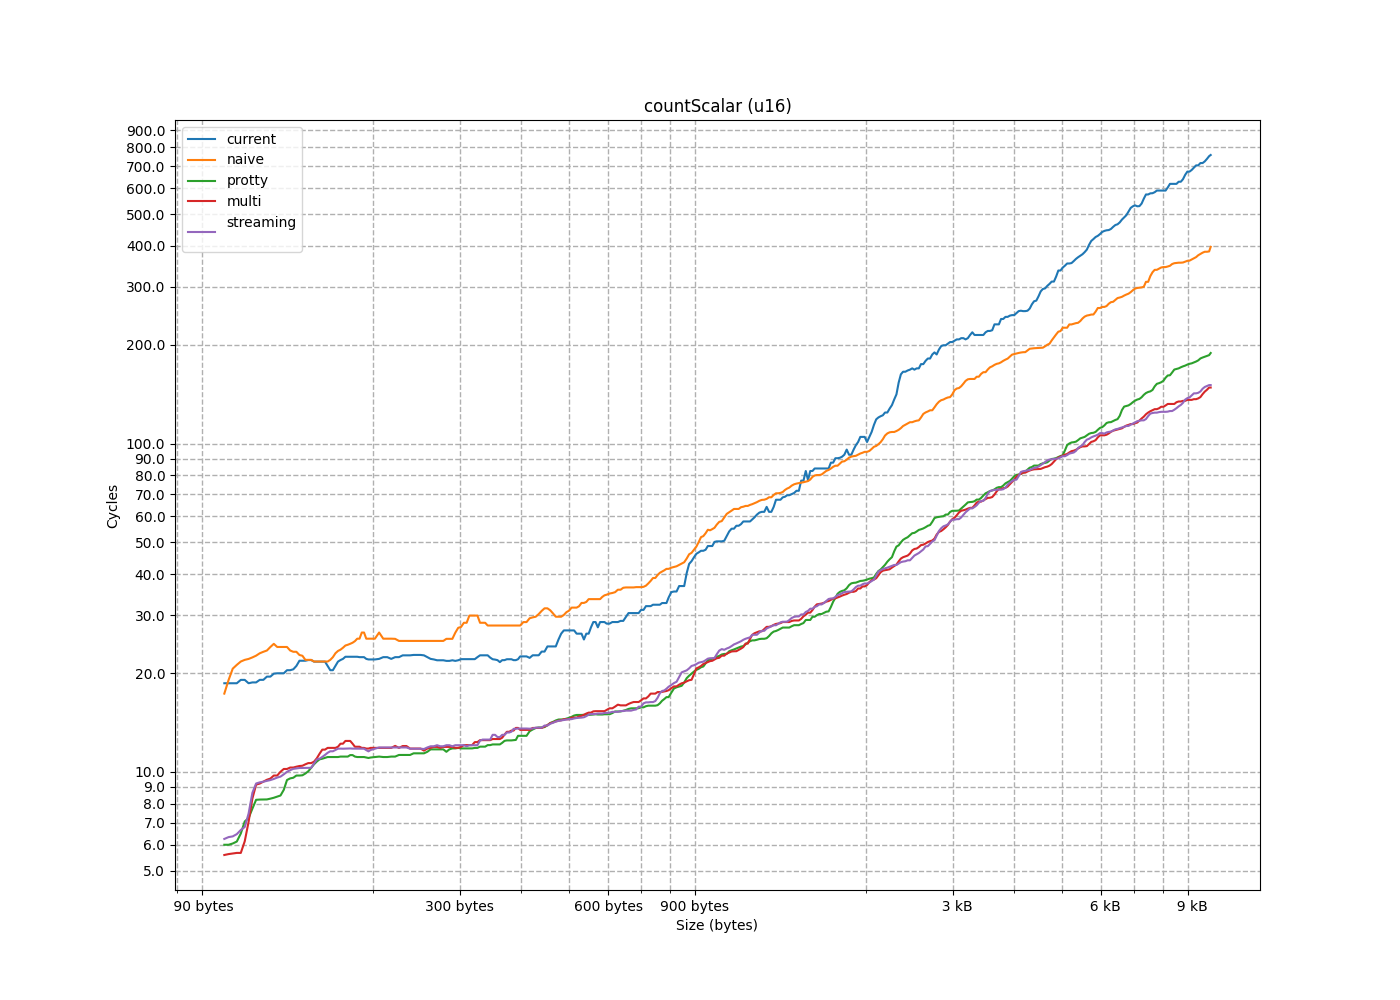 countScalar (u16)
900.0
800.0
700.0
600.0
500.0
400.0
300.0
200.0
100.0
90.0
80.0
70.0
60.0
50.0
40.0
30.0
20.0
10.0
9.0
8.0
7.0
6.0
5.0
Cycles
current
naive
protty
multi
streaming
90 bytes
300 bytes
600 bytes
900 bytes
3 kB
6 kB
9 kB
Size (bytes)